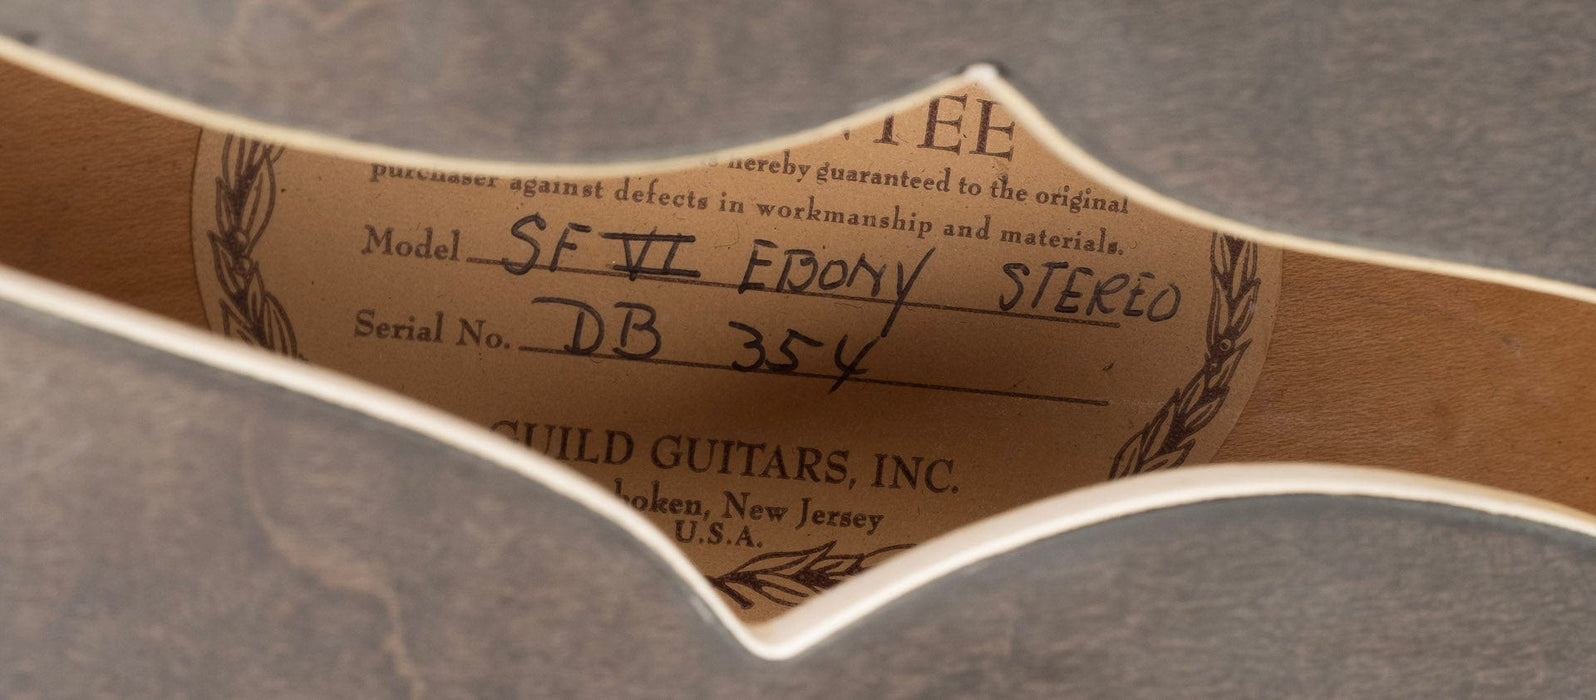 TEE
hereby guaranteed to the original
purchaser against defects in workmanship and materials.
Model SF VI EBONY STEREO
Serial No. DB 354
GUILD GUITARS, INC.
boken, New Jersey
U.S.A.